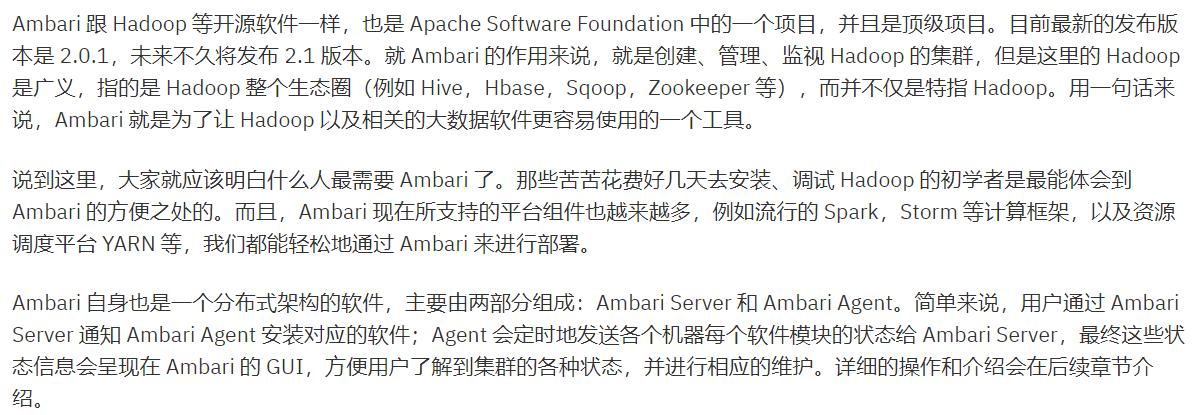 Ambari 跟 Hadoop 等开源软件一样，也是 Apache Software Foundation 中的一个项目，并且是顶级项目。目前最新的发布版
本是 2.0.1，未来不久将发布 2.1 版本。就 Ambari 的作用来说，就是创建、管理、监视 Hadoop 的集群，但是这里的 Hadoop
是广义，指的是 Hadoop 整个生态圈（例如 Hive，Hbase，Sqoop，Zookeeper 等），而并不仅是特指 Hadoop。用一句话来
说，Ambari 就是为了让 Hadoop 以及相关的大数据软件更容易使用的一个工具。
说到这里，大家就应该明白什么人最需要 Ambari 了。那些苦苦花费好几天去安装、调试 Hadoop 的初学者是最能体会到
Ambari 的方便之处的。而且，Ambari 现在所支持的平台组件也越来越多，例如流行的 Spark，Storm 等计算框架，以及资源
调度平台 YARN 等，我们都能轻松地通过 Ambari 来进行部署。
Ambari 自身也是一个分布式架构的软件，主要由两部分组成：Ambari Server 和 Ambari Agent。简单来说，用户通过 Ambari
Server 通知 Ambari Agent 安装对应的软件；Agent 会定时地发送各个机器每个软件模块的状态给 Ambari Server，最终这些状
态信息会呈现在 Ambari 的 GUI，方便用户了解到集群的各种状态，并进行相应的维护。详细的操作和介绍会在后续章节介
绍。